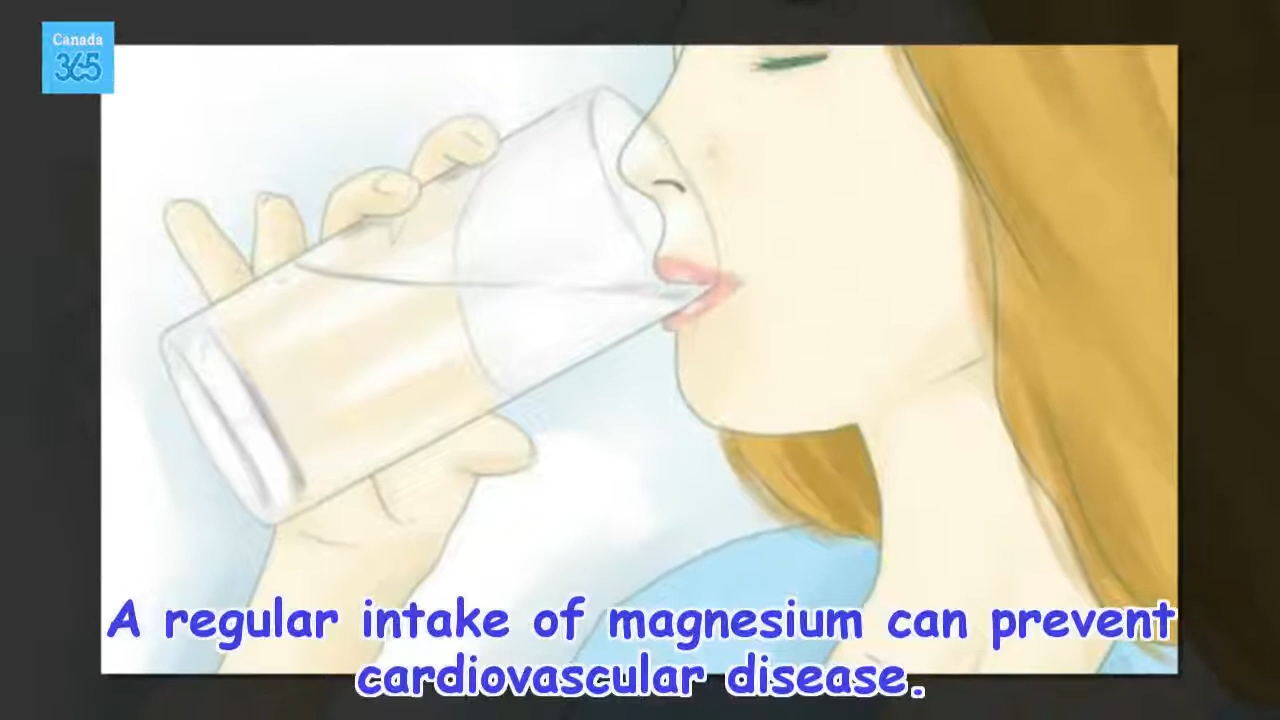 Canada
365
A regular intake of magnesium can prevent
cardiovascular disease.